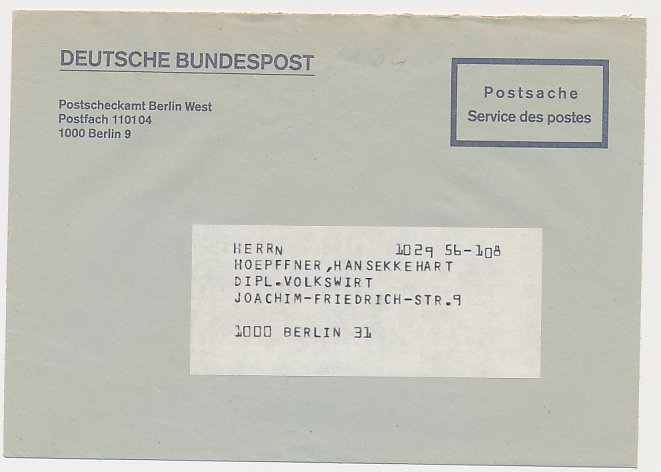 DEUTSCHE BUNDESPOST
Postscheckamt Berlin West
Postfach 110104
1000 Berlin 9
Postsache
Service des postes
HERRN 1029 56-108
HOEPFFNER,HANSEKKEHART
DIPL.VOLKSWIRT
JOACHIM-FRIEDRICH-STR.9
1000 BERLIN 31